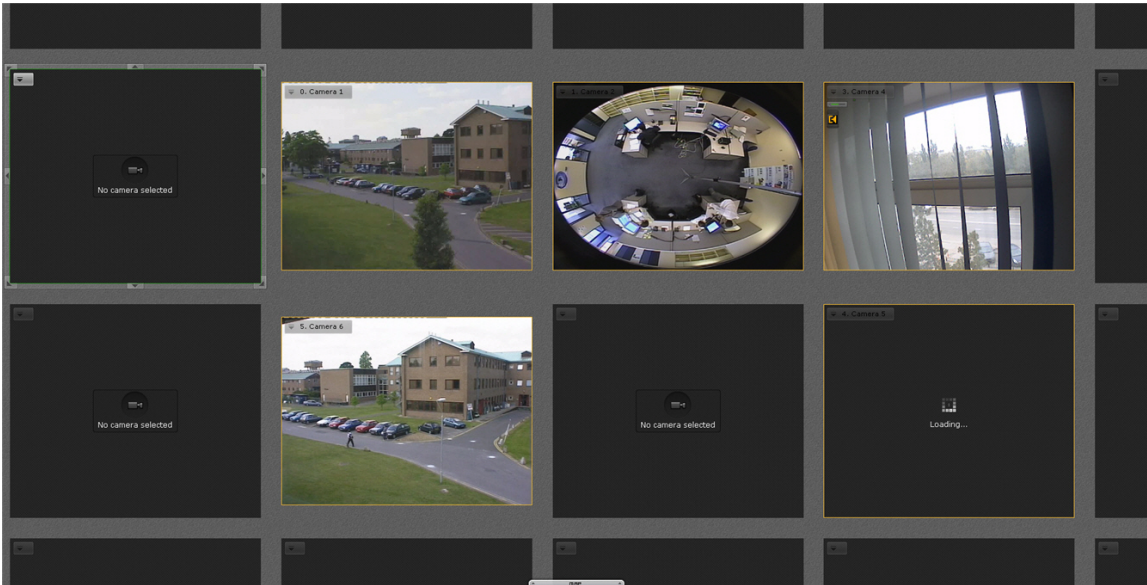 0. Camera 1
1. Camera 2
3. Camera 4
No camera selected
5. Camera 6
4. Camera 5
No camera selected
No camera selected
Loading...